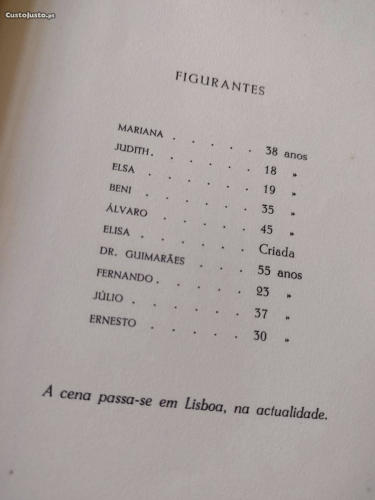 CustoJusto.pt
FIGURANTES
MARIANA . . . . . 38 anos
JUDITH . . . . . 18 »
ELSA . . . . . 19 »
BENI . . . . . 35 »
ÁLVARO . . . . . 45 »
ELISA . . . . . Criada
DR. GUIMARÃES . . . 55 anos
FERNANDO . . . . . 23 »
JÚLIO . . . . . 37 »
ERNESTO . . . . . 30 »
A cena passa-se em Lisboa, na actualidade.